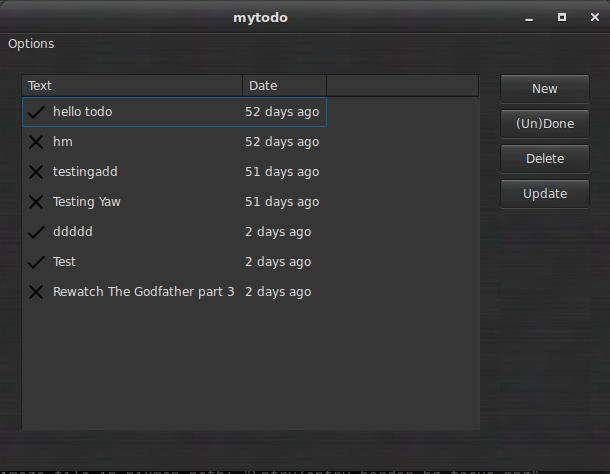 mytodo
Options
Text Date
hello todo 52 days ago
hm 52 days ago
testingadd 51 days ago
Testing Yaw 51 days ago
ddddd 2 days ago
Test 2 days ago
Rewatch The Godfather part 3 2 days ago
New
(Un)Done
Delete
Update